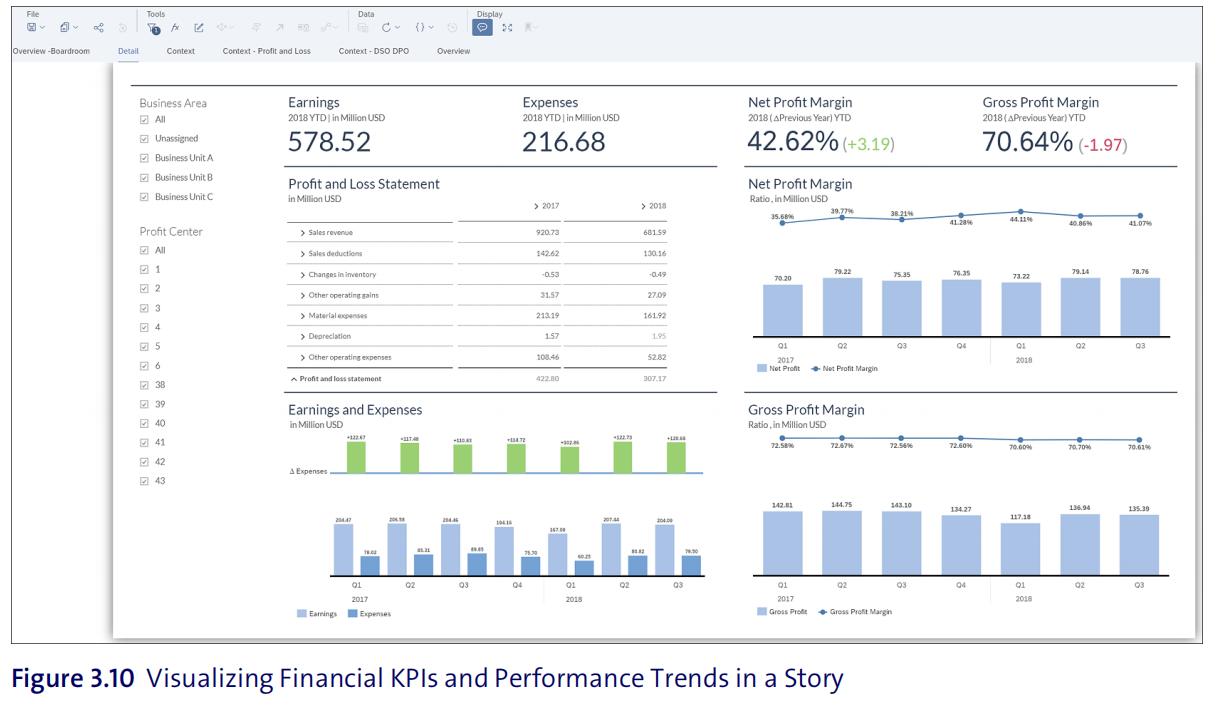 File
Tools
Data
Display
fx
1
Overview -Boardroom
Detail
Context
Context - Profit and Loss
Context - DSO DPO
Overview
Business Area
All
Unassigned
Business Unit A
Business Unit B
Business Unit C
Profit Center
All
1
2
3
4
5
6
38
39
40
41
42
43
Earnings
2018 YTD | in Million USD
578.52
Expenses
2018 YTD | in Million USD
216.68
Net Profit Margin
2018 (ΔPrevious Year) YTD
42.62% (+3.19)
Gross Profit Margin
2018 (ΔPrevious Year) YTD
70.64% (-1.97)
Profit and Loss Statement
in Million USD
2017 2018
Sales revenue 920.73 681.59
Sales deductions 142.62 130.16
Changes in inventory -0.53 -0.49
Other operating gains 31.57 27.09
Material expenses 213.19 161.92
Depreciation 1.57 1.95
Other operating expenses 108.46 52.82
Profit and loss statement 422.80 307.17
Net Profit Margin
Ratio , in Million USD
35.68% 39.77% 38.21% 41.28% 44.11% 40.86% 41.07%
70.20 79.22 75.35 76.35 73.22 79.14 78.76
Q1 Q2 Q3 Q4 Q1 Q2 Q3
2017 2018
Net Profit Net Profit Margin
Earnings and Expenses
in Million USD
+122.67 +117.48 +110.83 +118.72 +102.86 +122.73 +120.68
Δ Expenses
204.47 206.58 204.46 194.16 167.08 207.44 204.00
78.02 85.31 89.85 75.70 60.25 80.82 79.50
Q1 Q2 Q3 Q4 Q1 Q2 Q3
2017 2018
Earnings Expenses
Gross Profit Margin
Ratio , in Million USD
72.58% 72.67% 72.56% 72.60% 70.60% 70.70% 70.61%
142.81 144.75 143.10 134.27 117.18 136.94 135.39
Q1 Q2 Q3 Q4 Q1 Q2 Q3
2017 2018
Gross Profit Gross Profit Margin
Figure 3.10 Visualizing Financial KPIs and Performance Trends in a Story